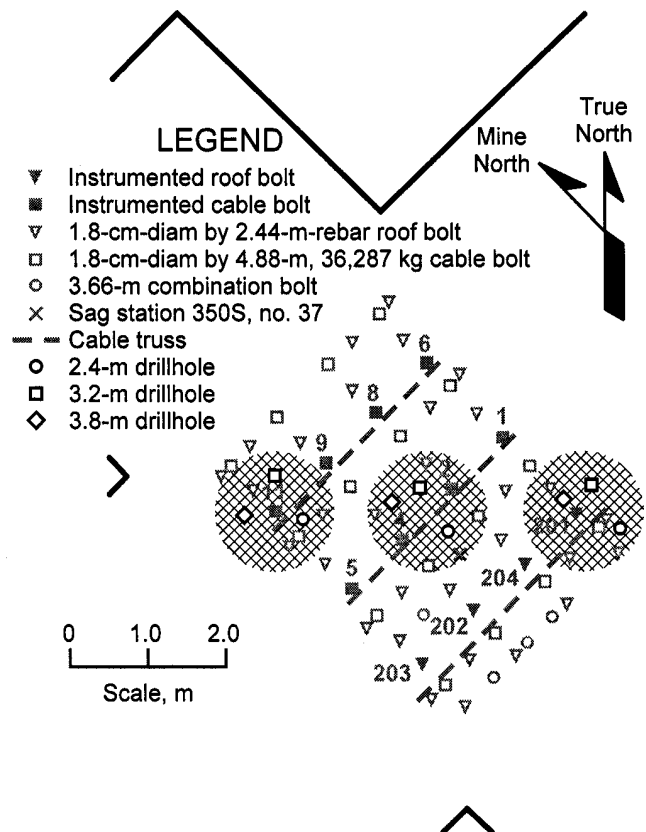 True
North
Mine
North
LEGEND
Instrumented roof bolt
Instrumented cable bolt
1.8-cm-diam by 2.44-m-rebar roof bolt
1.8-cm-diam by 4.88-m, 36,287 kg cable bolt
3.66-m combination bolt
Sag station 350S, no. 37
Cable truss
2.4-m drillhole
3.2-m drillhole
3.8-m drillhole
6
8
1
9
2
4
201
5
204
202
203
0 1.0 2.0
Scale, m